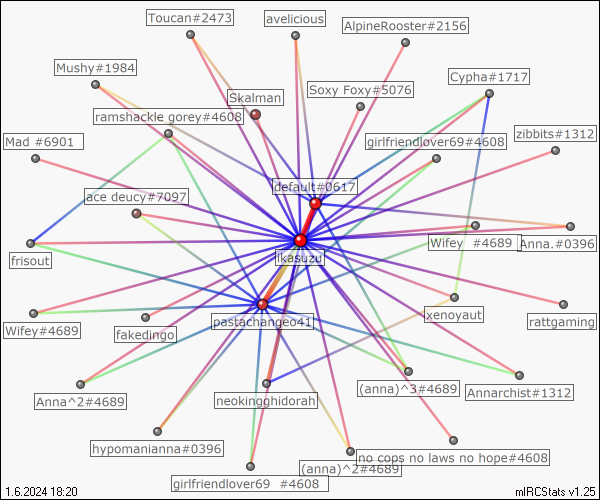 Toucan#2473
avelicious
AlpineRooster#2156
Mushy#1984
Cypha#1717
Skalman
Soxy Foxy#5076
ramshackle gorey#4608
Mad #6901
girlfriendlover69#4608
zibbits#1312
default#0617
ace deucy#7097
frisout
ikasuzu
Wifey #4689
Anna.#0396
pastachangeo41
xenoyaut
Wifey#4689
fakedingo
rattgaming
Anna^2#4689
neokingghidorah
(anna)^3#4689
Annarchist#1312
hypomanianna#0396
no cops no laws no hope#4608
(anna)^2#4689
girlfriendlover69 #4608
1.6.2024 18:20
mIRCStats v1.25